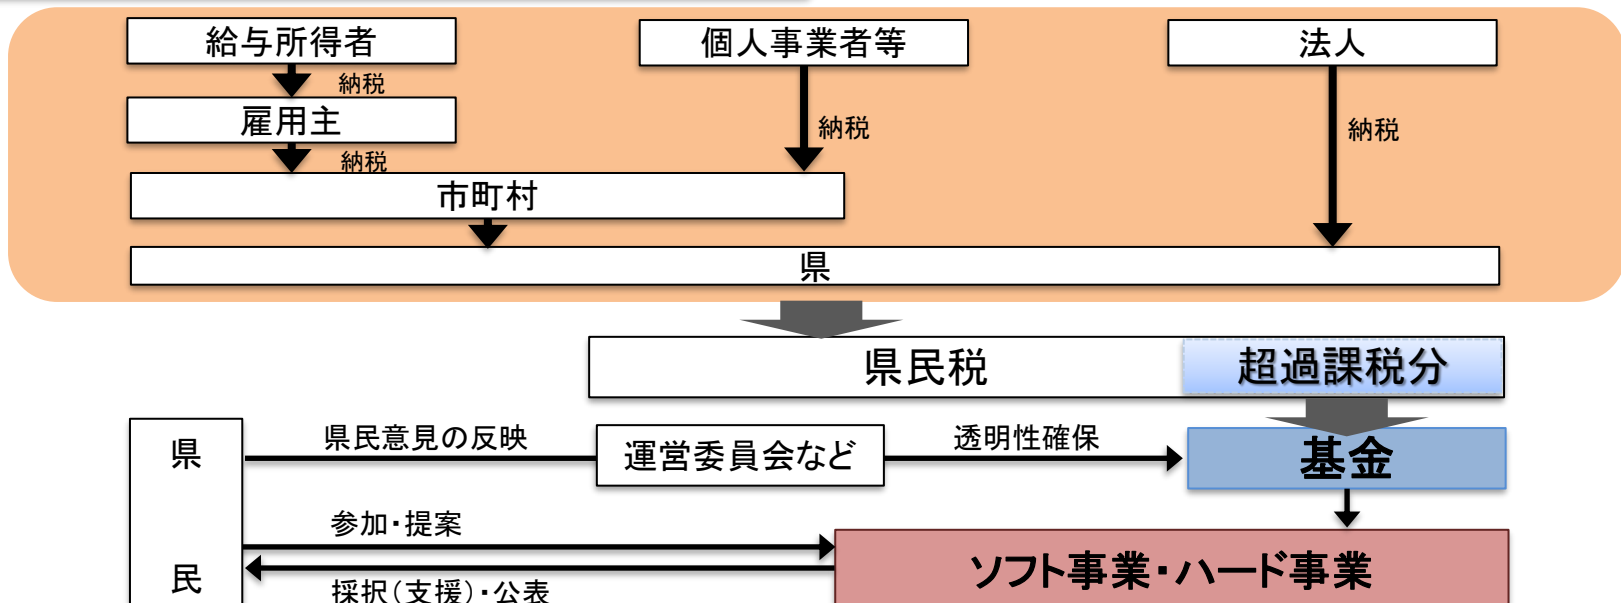 給与所得者
個人事業者等
法人
納税
雇用主
納税
納税
納税
市町村
県
県民税
超過課税分
県民
県民意見の反映
運営委員会など
透明性確保
基金
参加・提案
ソフト事業・ハード事業
採択(支援)・公表